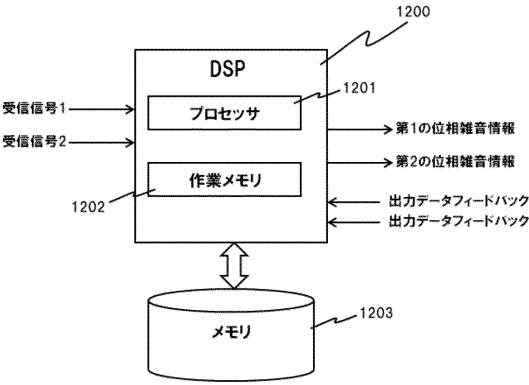 1200
DSP
1201
プロセッサ
受信信号1
受信信号2
第1の位相雑音情報
第2の位相雑音情報
作業メモリ
1202
出力データフィードバック
出力データフィードバック
メモリ
1203